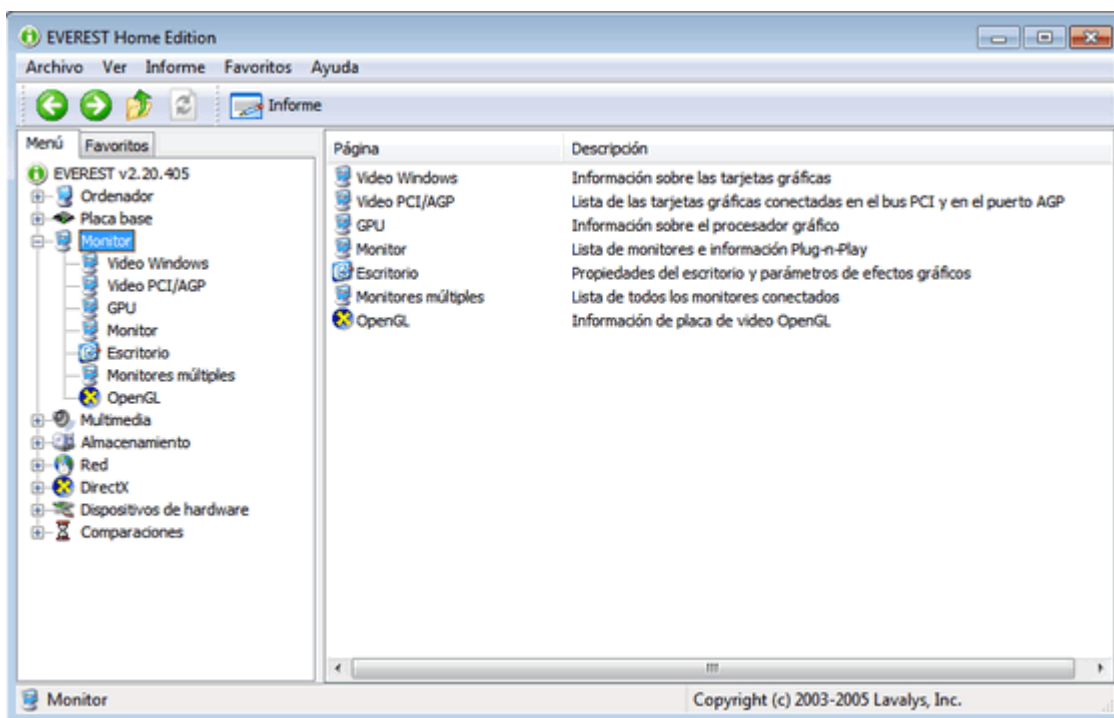 EVEREST Home Edition
Archivo Ver Informe Favoritos Ayuda
Informe
Menú Favoritos
EVEREST v2.20.405
Ordenador
Placa base
Monitor
Video Windows
Video PCI/AGP
GPU
Monitor
Escritorio
Monitores múltiples
OpenGL
Multimedia
Almacenamiento
Red
DirectX
Dispositivos de hardware
Comparaciones
Página Descripción
Video Windows Información sobre las tarjetas gráficas
Video PCI/AGP Lista de las tarjetas gráficas conectadas en el bus PCI y en el puerto AGP
GPU Información sobre el procesador gráfico
Monitor Lista de monitores e información Plug-n-Play
Escritorio Propiedades del escritorio y parámetros de efectos gráficos
Monitores múltiples Lista de todos los monitores conectados
OpenGL Información de placa de video OpenGL
Monitor Copyright (c) 2003-2005 Lavalys, Inc.